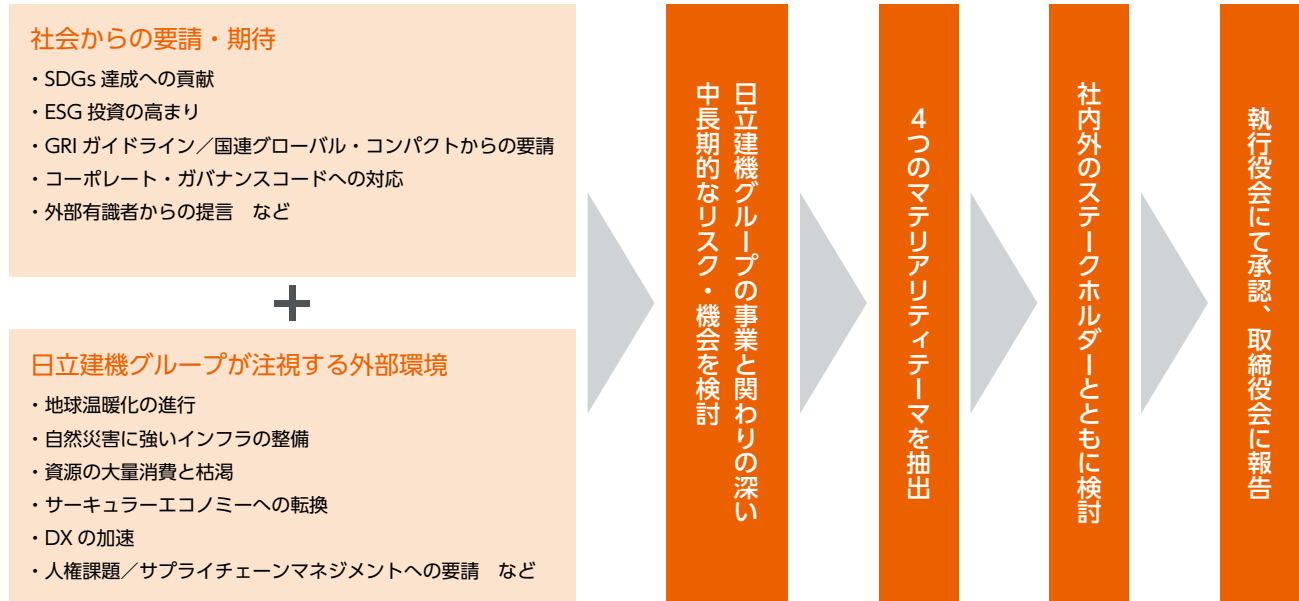 社会からの要請・期待
・SDGs 達成への貢献
・ESG 投資の高まり
・GRI ガイドライン／国連グローバル・コンパクトからの要請
・コーポレート・ガバナンスコードへの対応
・外部有識者からの提言　など
+
日立建機グループが注視する外部環境
・地球温暖化の進行
・自然災害に強いインフラの整備
・資源の大量消費と枯渇
・サーキュラーエコノミーへの転換
・DX の加速
・人権課題／サプライチェーンマネジメントへの要請　など
日立建機グループの事業と関わりの深い
中長期的なリスク・機会を検討
4つのマテリアリティテーマを抽出
社内外のステークホルダーとともに検討
執行役会にて承認、取締役会に報告